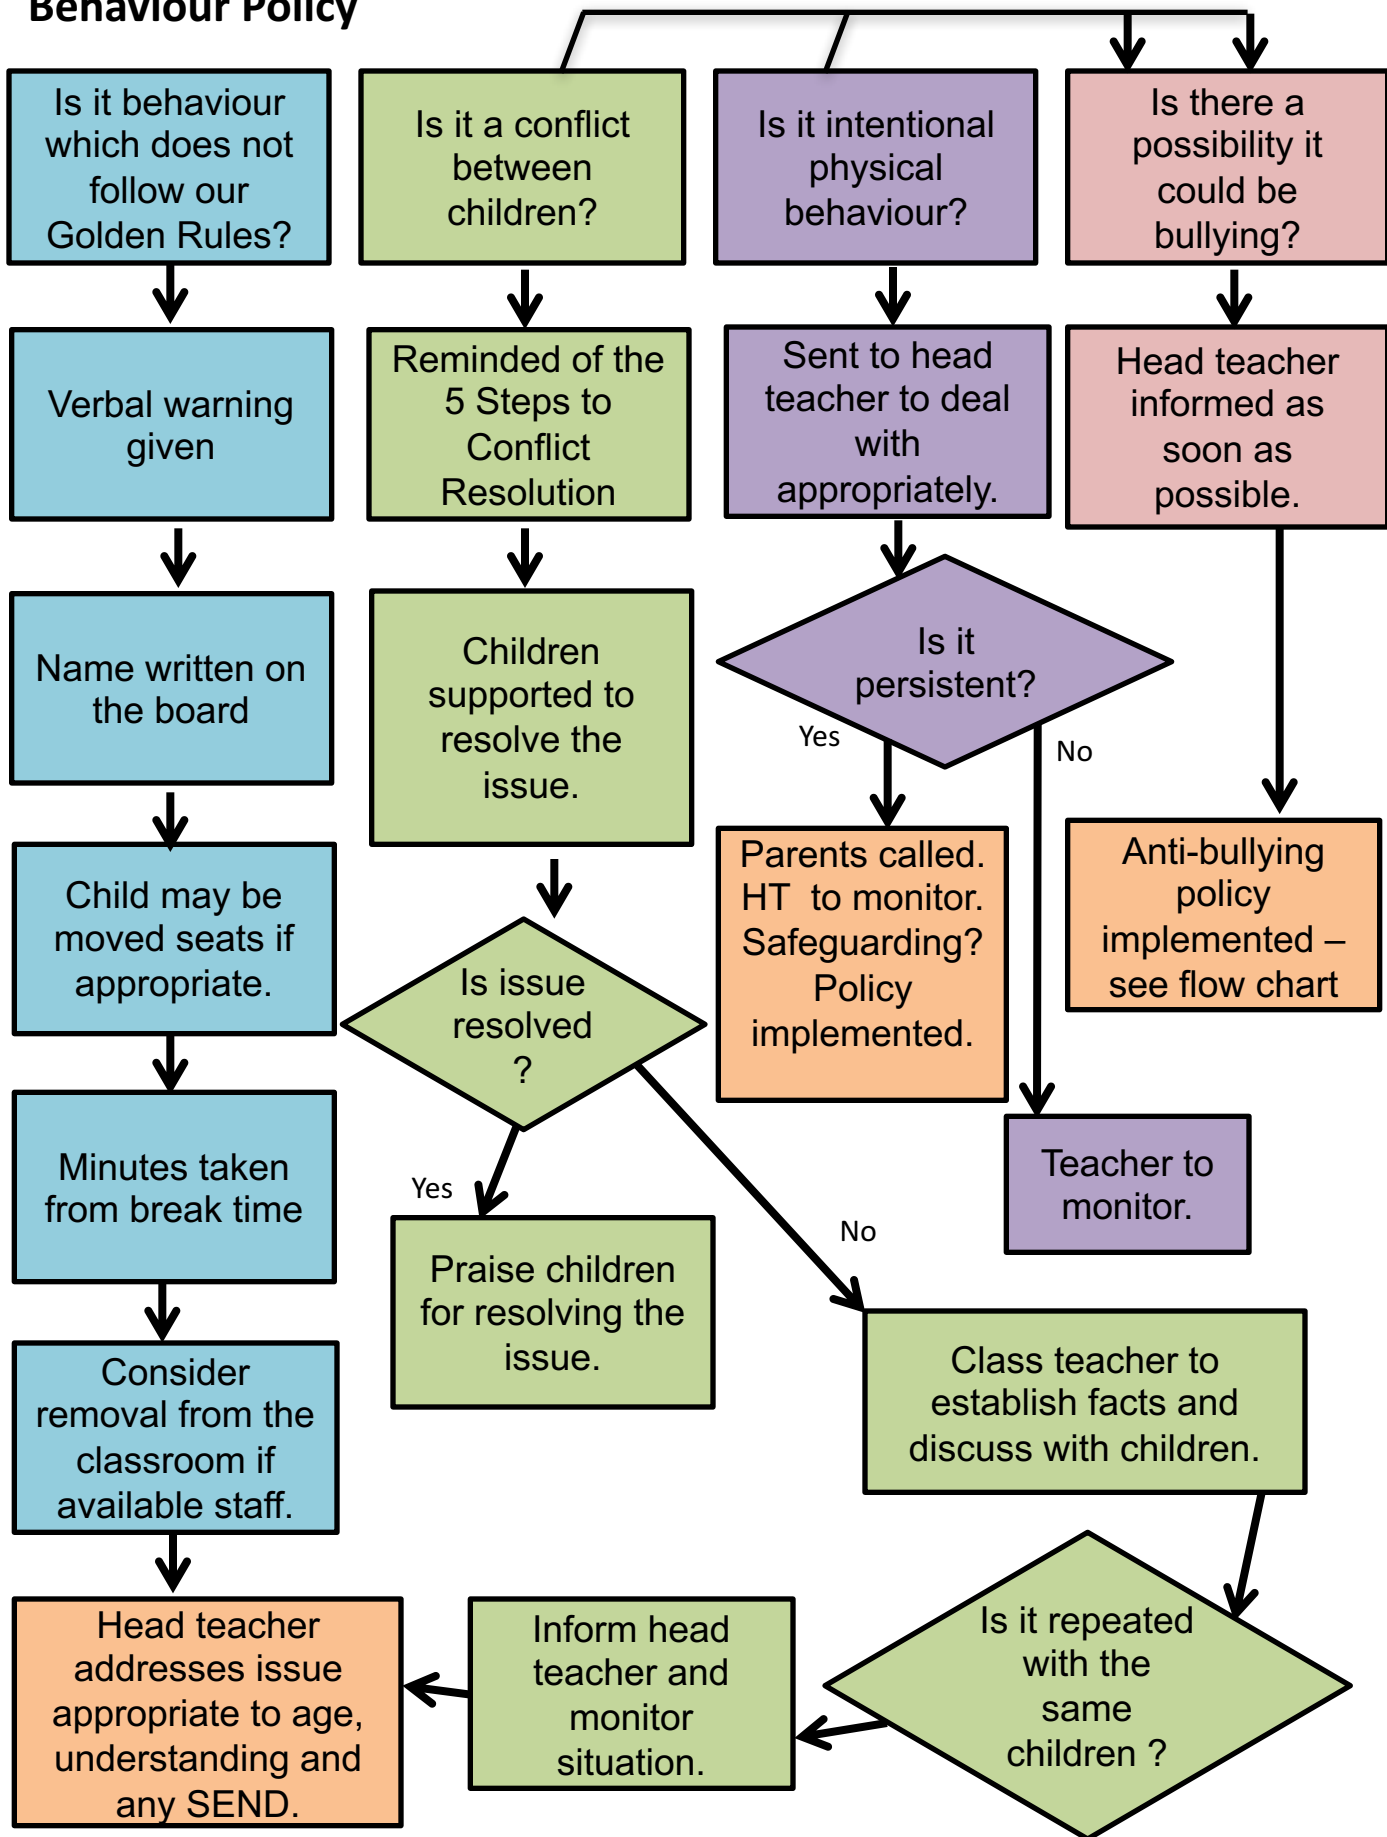 Behaviour Policy
Is it behaviour
which does not
follow our
Golden Rules?
Verbal warning
given
Name written on
the board
Child may be
moved seats if
appropriate.
Minutes taken
from break time
Consider
removal from the
classroom if
available staff.
Head teacher
addresses issue
appropriate to age,
understanding and
any SEND.
Is it a conflict
between
children?
Reminded of the
5 Steps to
Conflict
Resolution
Children
supported to
resolve the
issue.
Is issue
resolved
?
Yes
Praise children
for resolving the
issue.
No
Class teacher to
establish facts and
discuss with children.
Is it repeated
with the
same
children ?
Inform head
teacher and
monitor
situation.
Is it intentional
physical
behaviour?
Sent to head
teacher to deal
with
appropriately.
Is it
persistent?
Yes
Parents called.
HT  to monitor.
Safeguarding?
Policy
implemented.
No
Teacher to
monitor.
Is there a
possibility it
could be
bullying?
Head teacher
informed as
soon as
possible.
Anti-bullying
policy
implemented –
see flow chart